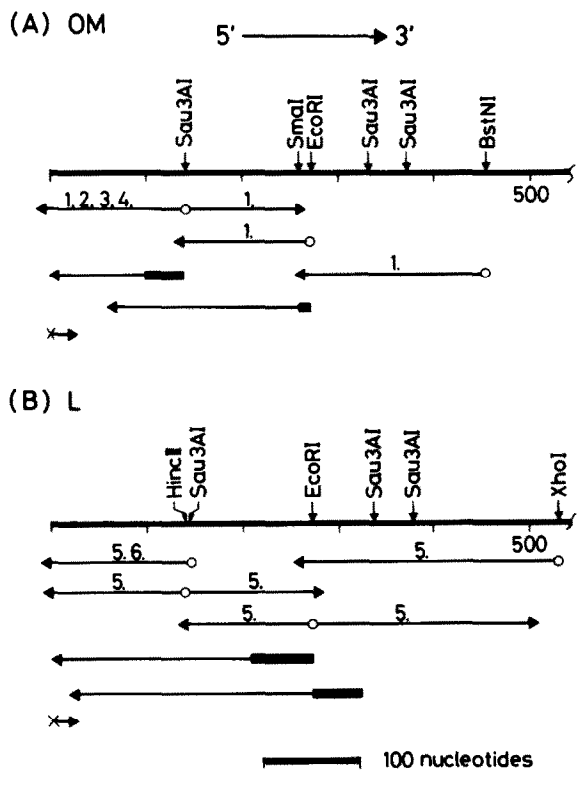 (A) OM
5' 3'
Sau3AI
SmaI
EcoRI
Sau3AI
Sau3AI
BstNI
500
1. 2. 3. 4.
1.
1.
1.
(B) L
HincII
Sau3AI
EcoRI
Sau3AI
Sau3AI
XhoI
500
5. 6.
5.
5.
5.
5.
5.
100 nucleotides